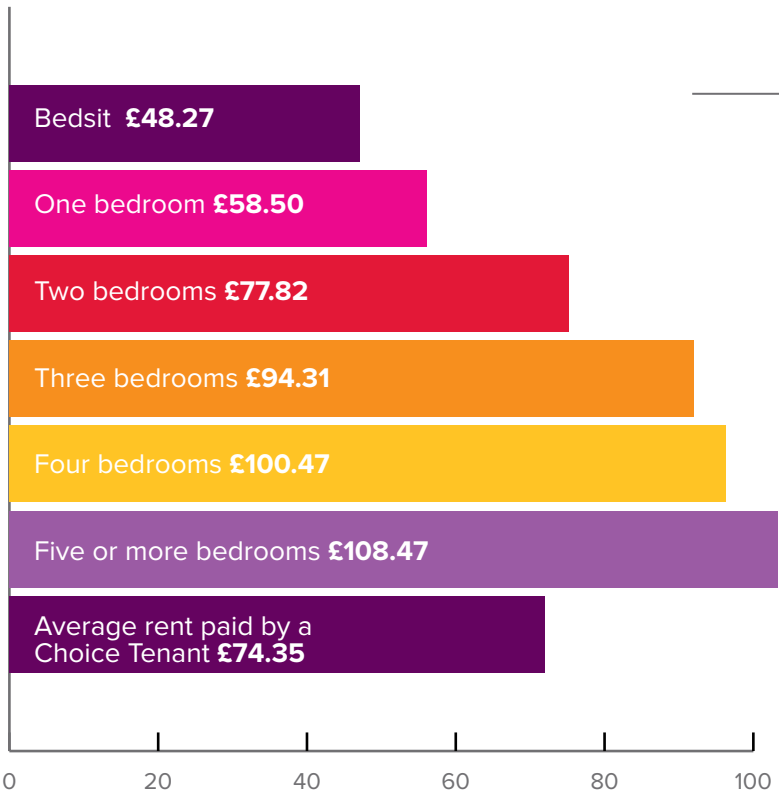 Bedsit £48.27
One bedroom £58.50
Two bedrooms £77.82
Three bedrooms £94.31
Four bedrooms £100.47
Five or more bedrooms £108.47
Average rent paid by a
Choice Tenant £74.35
0 20 40 60 80 100